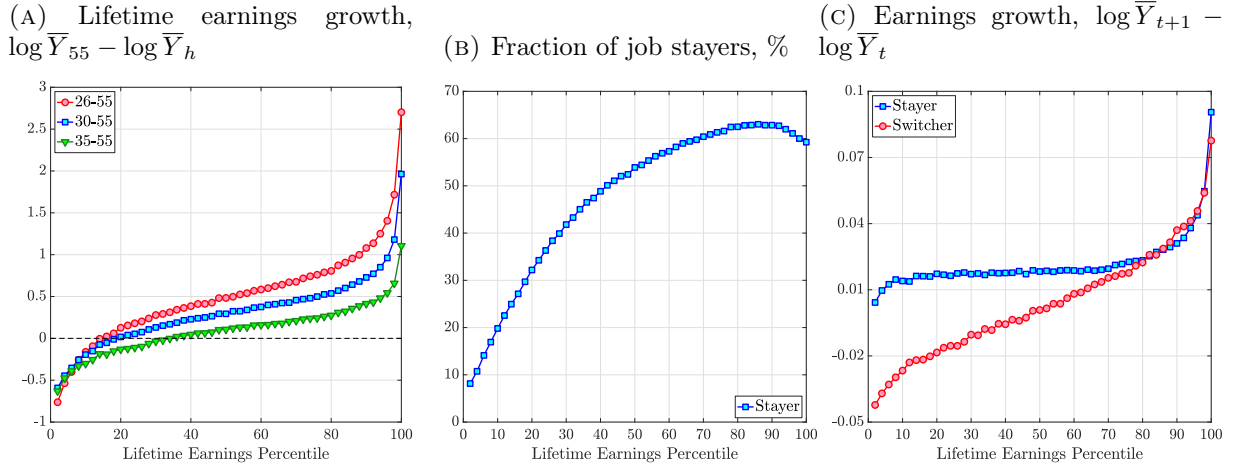 (A) Lifetime earnings growth,
log Y̅₅₅ − log Y̅ₕ
3
2.5
2
1.5
1
0.5
0
-0.5
-1
26-55
30-55
35-55
0 20 40 60 80 100
Lifetime Earnings Percentile
(B) Fraction of job stayers, %
70
60
50
40
30
20
10
0
Stayer
0 10 20 30 40 50 60 70 80 90 100
Lifetime Earnings Percentile
(C) Earnings growth, log Y̅ₜ₊₁ −
log Y̅ₜ
0.1
0.07
0.04
0.01
-0.02
-0.05
Stayer
Switcher
0 10 20 30 40 50 60 70 80 90 100
Lifetime Earnings Percentile